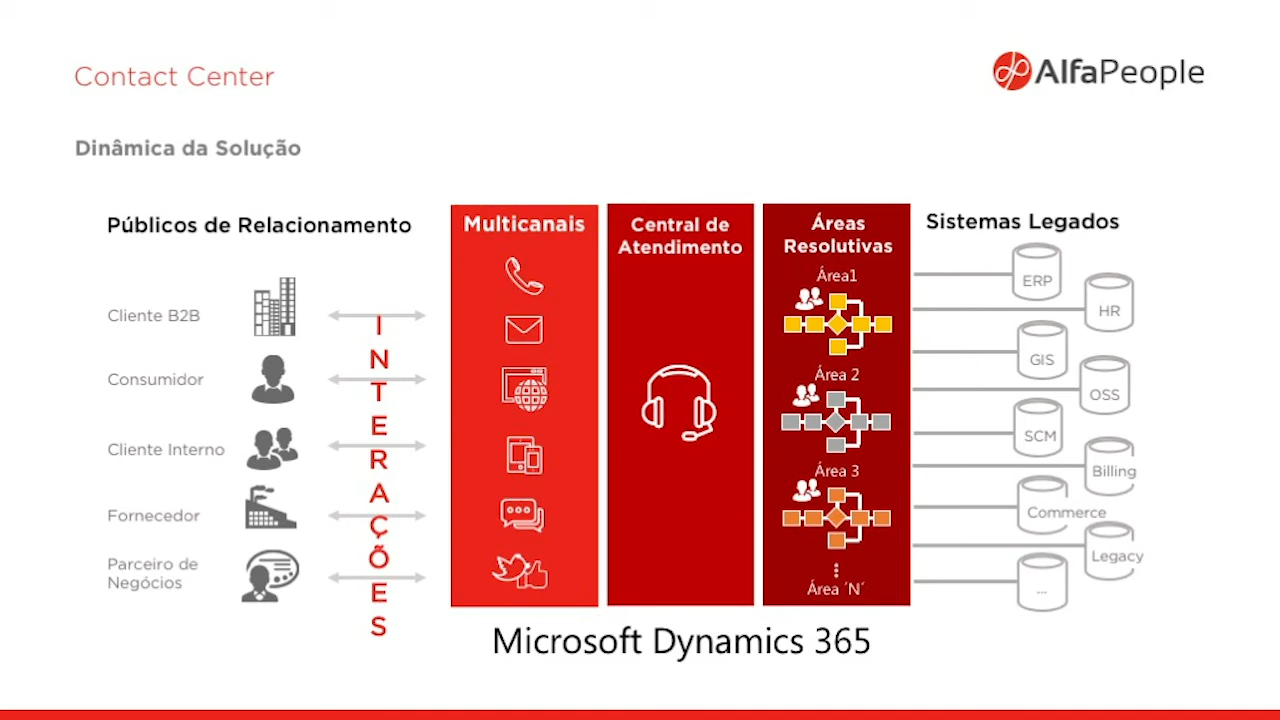 Contact Center
AlfaPeople
Dinâmica da Solução
Públicos de Relacionamento
Cliente B2B
Consumidor
Cliente Interno
Fornecedor
Parceiro de
Negócios
INTERAÇÕES
Multicanais
Central de
Atendimento
Áreas
Resolutivas
Área1
Área 2
Área 3
Área ´N´
Sistemas Legados
ERP
HR
GIS
OSS
SCM
Billing
Commerce
Legacy
...
Microsoft Dynamics 365